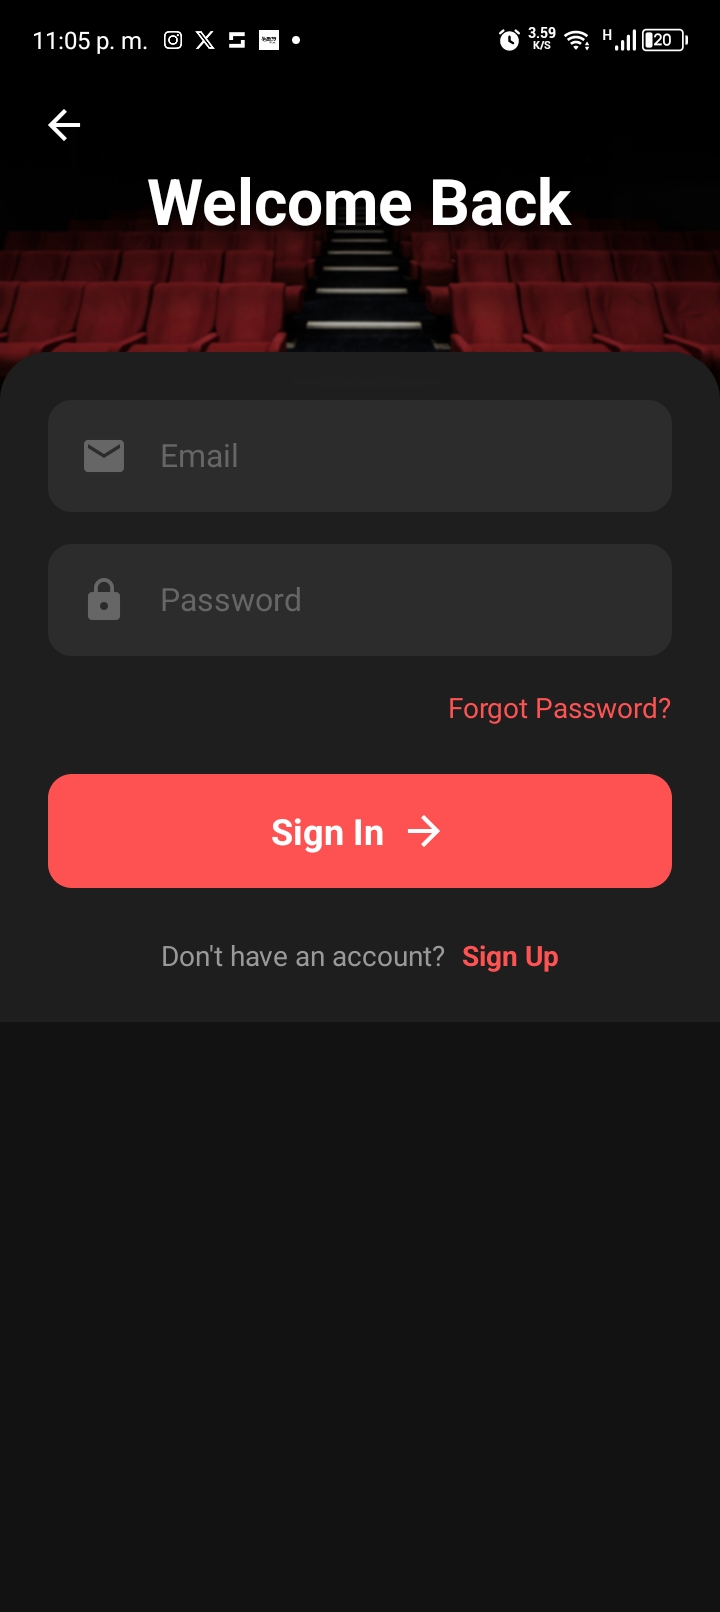 11:05 p. m. 3.59 K/S H 20
Welcome Back
Email
Password
Forgot Password?
Sign In
Don't have an account? Sign Up